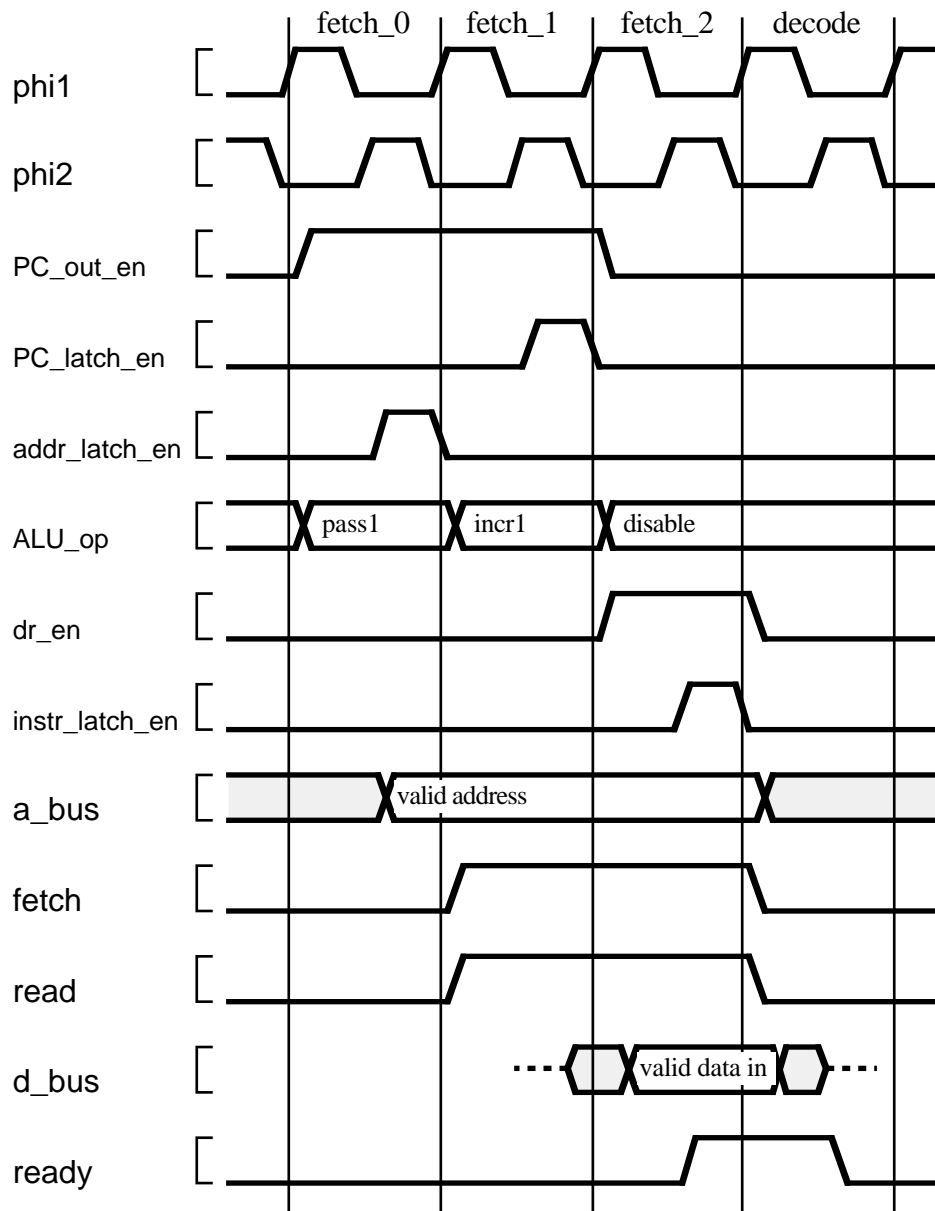 fetch_0 fetch_1 fetch_2 decode
phi1
phi2
PC_out_en
PC_latch_en
addr_latch_en
ALU_op pass1 incr1 disable
dr_en
instr_latch_en
a_bus valid address
fetch
read
d_bus valid data in
ready